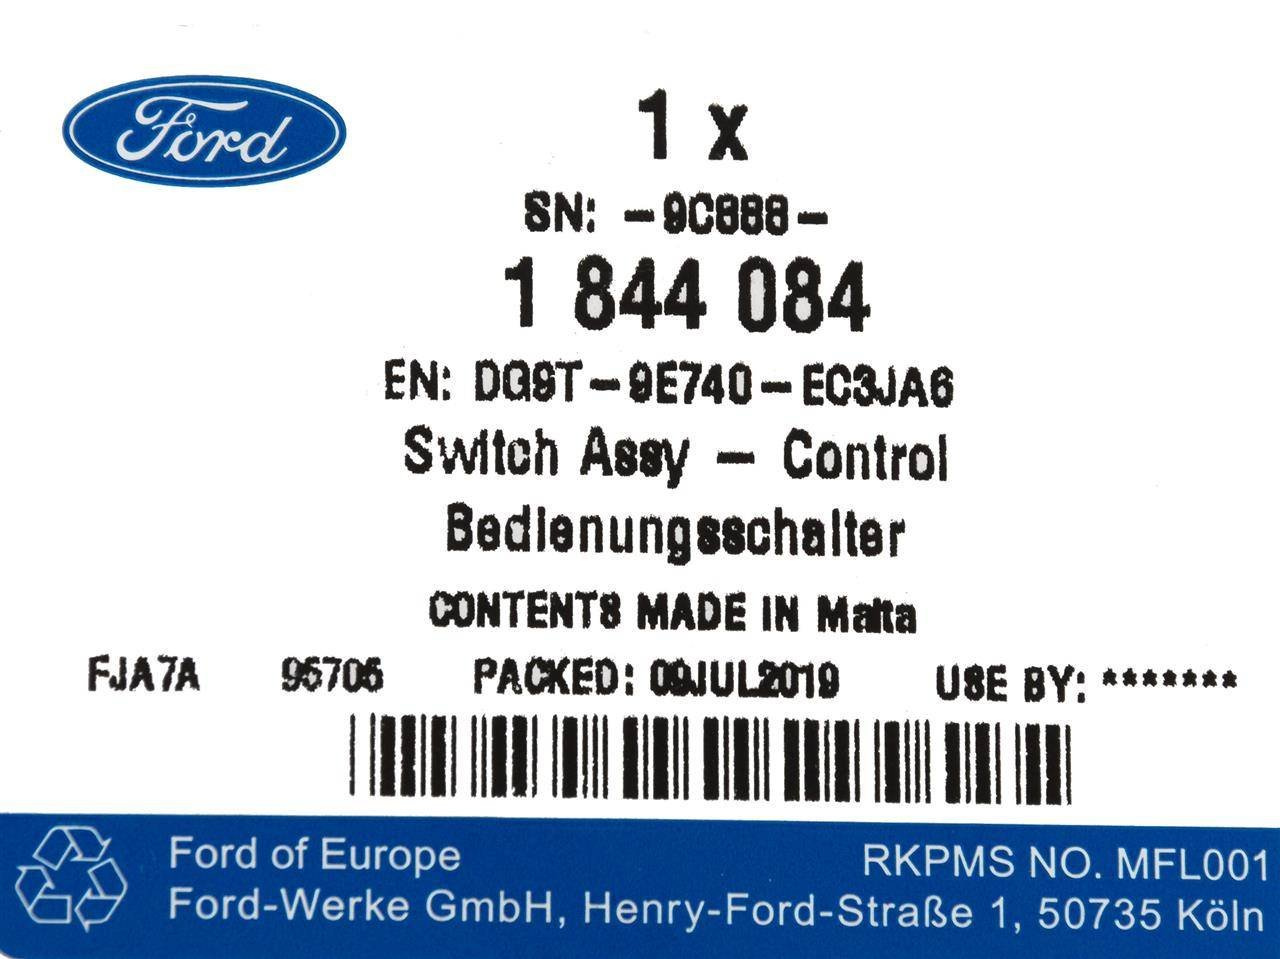 Ford
1 x
SN: -9C888-
1 844 084
EN: DG9T-9E740-EC3JA6
Switch Assy - Control
Bedienungsschalter
CONTENTS MADE IN Malta
FJA7A 95705 PACKED: 09JUL2019 USE BY: *******
Ford of Europe RKPMS NO. MFL001
Ford-Werke GmbH, Henry-Ford-Straße 1, 50735 Köln